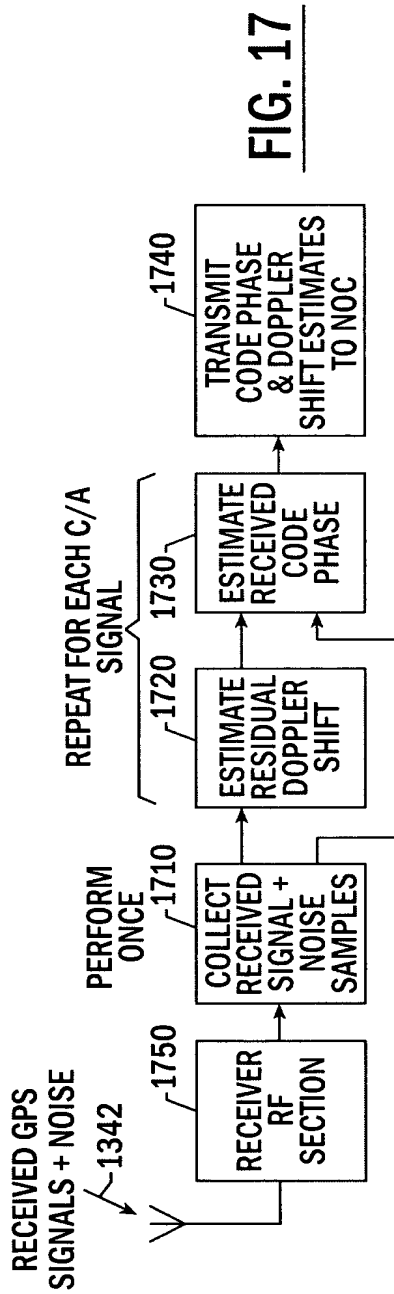 RECEIVED GPS
SIGNALS + NOISE
1342
1750
RECEIVER
RF
SECTION
PERFORM
ONCE
1710
COLLECT
RECEIVED
SIGNAL +
NOISE
SAMPLES
REPEAT FOR EACH C/A
SIGNAL
1720
ESTIMATE
RESIDUAL
DOPPLER
SHIFT
1730
ESTIMATE
RECEIVED
CODE
PHASE
1740
TRANSMIT
CODE PHASE
& DOPPLER
SHIFT ESTIMATES
TO NOC
FIG. 17